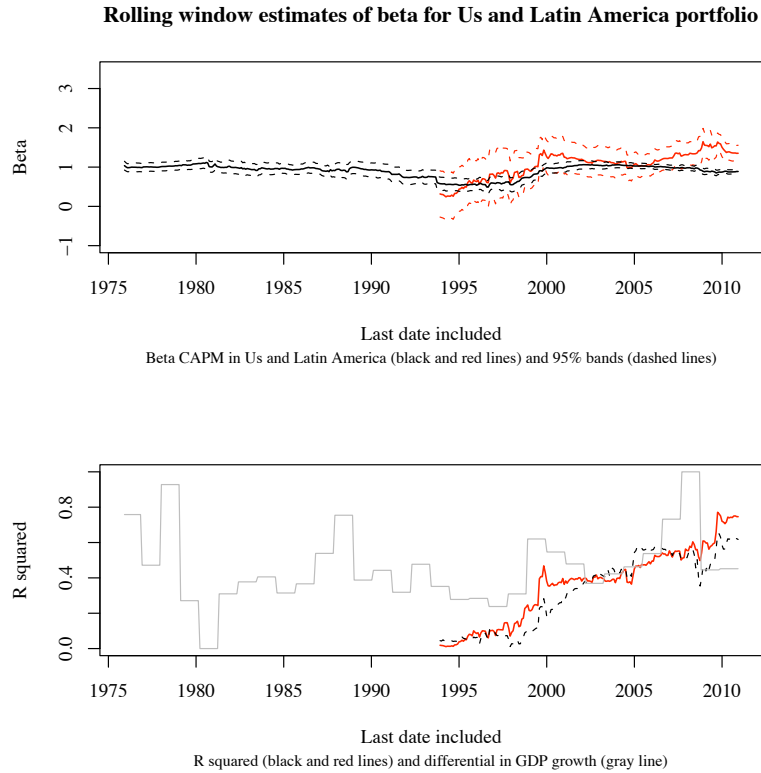 Rolling window estimates of beta for Us and Latin America portfolio
Beta
3
2
1
0
−1
1975 1980 1985 1990 1995 2000 2005 2010
Last date included
Beta CAPM in Us and Latin America (black and red lines) and 95% bands (dashed lines)
R squared
0.8
0.4
0.0
1975 1980 1985 1990 1995 2000 2005 2010
Last date included
R squared (black and red lines) and differential in GDP growth (gray line)